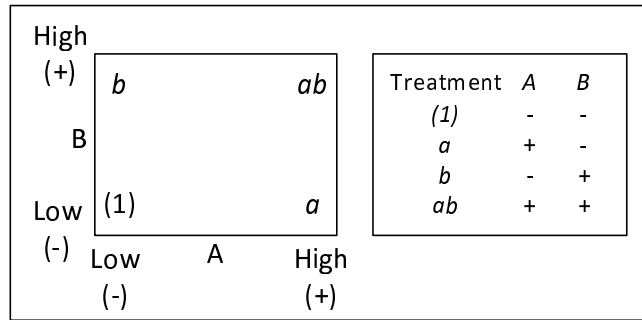 High
(+)
b ab
B
(1) a
Low
(-)
Low A High
(-) (+)
Treatment A B
(1) - -
a + -
b - +
ab + +